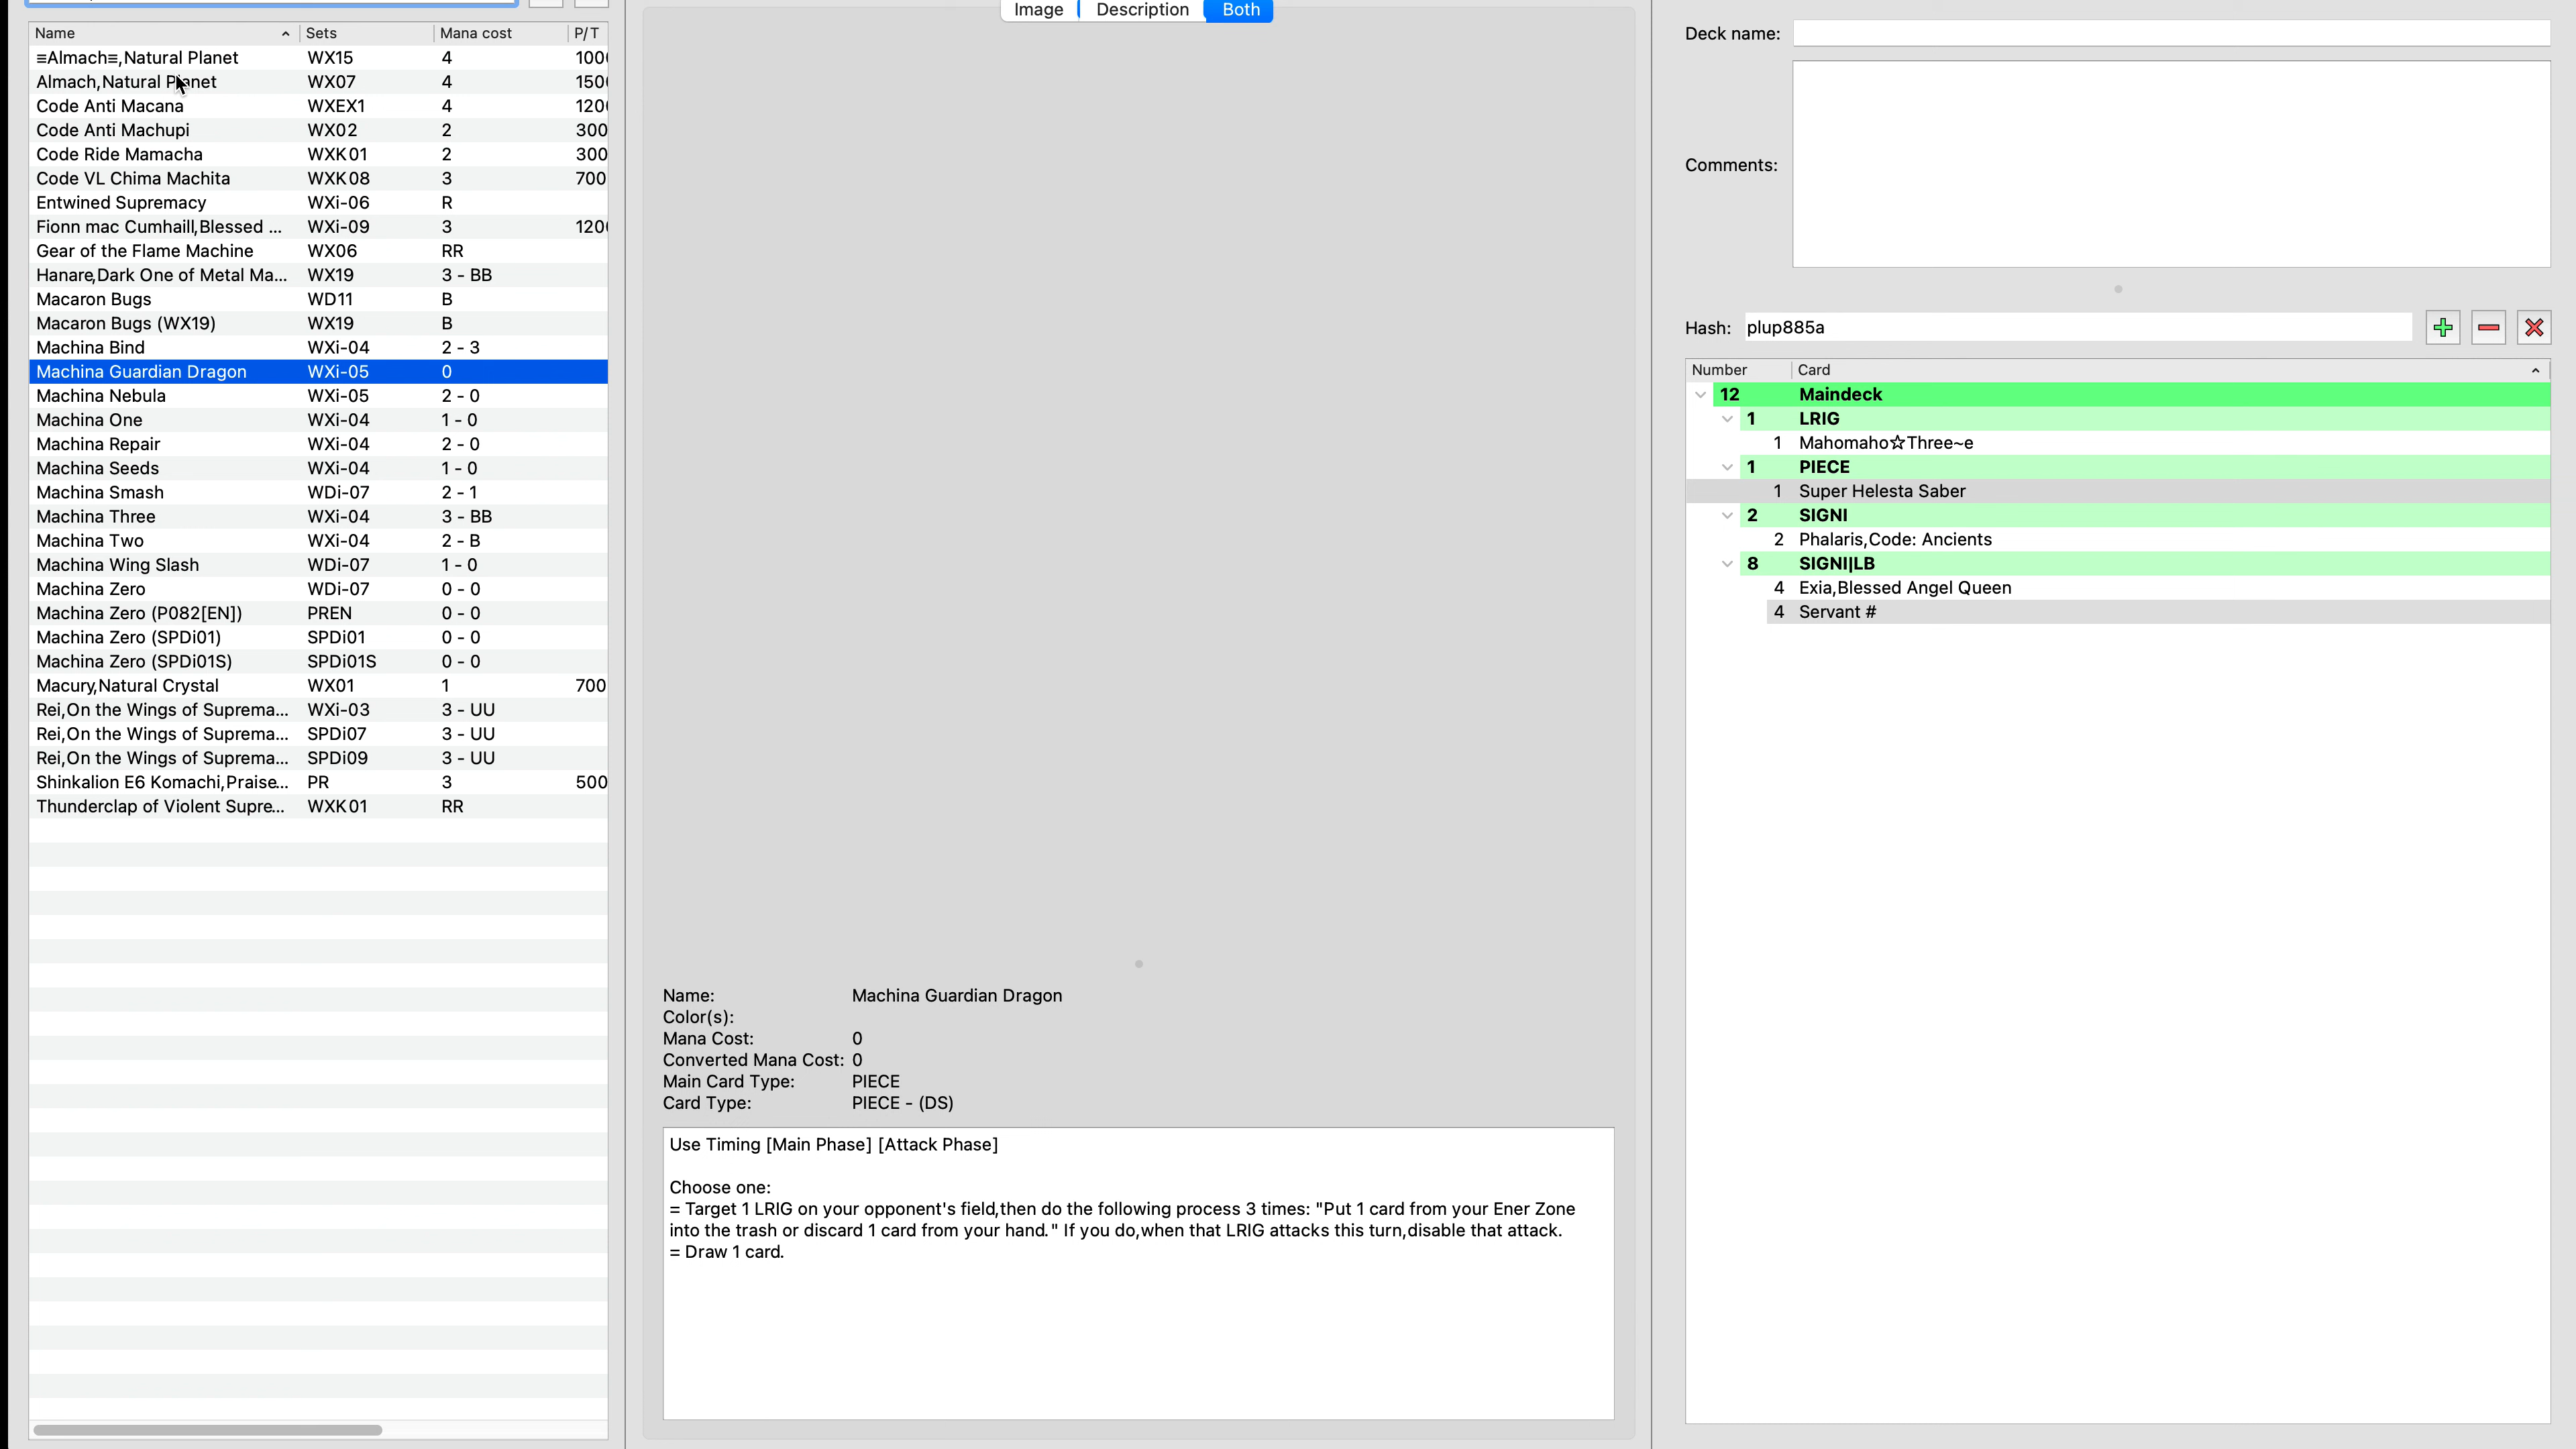 Name Sets Mana cost P/T
≡Almach≡,Natural Planet WX15 4 100
Almach,Natural Planet WX07 4 150
Code Anti Macana WXEX1 4 120
Code Anti Machupi WX02 2 300
Code Ride Mamacha WXK01 2 300
Code VL Chima Machita WXK08 3 700
Entwined Supremacy WXi-06 R
Fionn mac Cumhaill,Blessed ... WXi-09 3 120
Gear of the Flame Machine WX06 RR
Hanare,Dark One of Metal Ma... WX19 3 - BB
Macaron Bugs WD11 B
Macaron Bugs (WX19) WX19 B
Machina Bind WXi-04 2 - 3
Machina Guardian Dragon WXi-05 0
Machina Nebula WXi-05 2 - 0
Machina One WXi-04 1 - 0
Machina Repair WXi-04 2 - 0
Machina Seeds WXi-04 1 - 0
Machina Smash WDi-07 2 - 1
Machina Three WXi-04 3 - BB
Machina Two WXi-04 2 - B
Machina Wing Slash WDi-07 1 - 0
Machina Zero WDi-07 0 - 0
Machina Zero (P082[EN]) PREN 0 - 0
Machina Zero (SPDi01) SPDi01 0 - 0
Machina Zero (SPDi01S) SPDi01S 0 - 0
Macury,Natural Crystal WX01 1 700
Rei,On the Wings of Suprema... WXi-03 3 - UU
Rei,On the Wings of Suprema... SPDi07 3 - UU
Rei,On the Wings of Suprema... SPDi09 3 - UU
Shinkalion E6 Komachi,Praise... PR 3 500
Thunderclap of Violent Supre... WXK01 RR
Image Description Both
Name: Machina Guardian Dragon
Color(s):
Mana Cost: 0
Converted Mana Cost: 0
Main Card Type: PIECE
Card Type: PIECE - (DS)
Use Timing [Main Phase] [Attack Phase]
Choose one:
= Target 1 LRIG on your opponent's field,then do the following process 3 times: "Put 1 card from your Ener Zone
into the trash or discard 1 card from your hand." If you do,when that LRIG attacks this turn,disable that attack.
= Draw 1 card.
Deck name:
Comments:
Hash: plup885a
Number Card
12 Maindeck
1 LRIG
1 Mahomaho☆Three~e
1 PIECE
1 Super Helesta Saber
2 SIGNI
2 Phalaris,Code: Ancients
8 SIGNI|LB
4 Exia,Blessed Angel Queen
4 Servant #